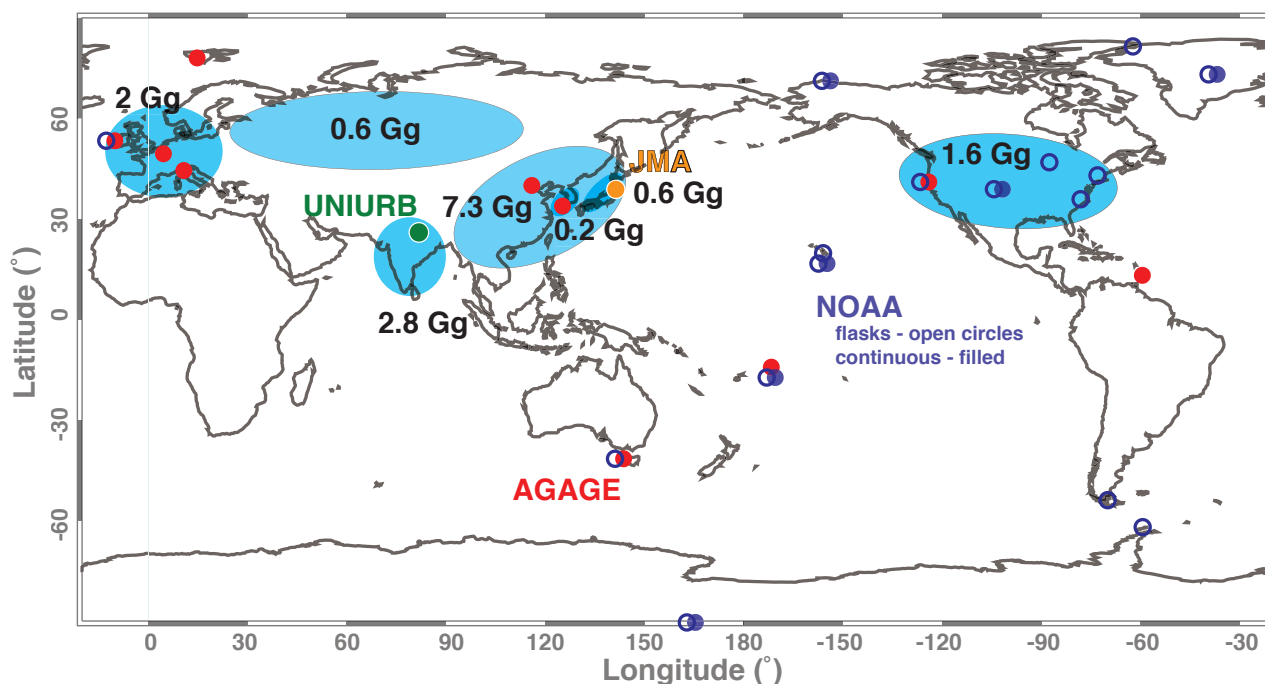 2 Gg
0.6 Gg
1.6 Gg
JMA
UNIURB
7.3 Gg
0.6 Gg
0.2 Gg
2.8 Gg
NOAA
flasks - open circles
continuous - filled
AGAGE
Latitude (°)
60
30
0
-30
-60
0 30 60 90 120 150 180 -150 -120 -90 -60 -30
Longitude (°)